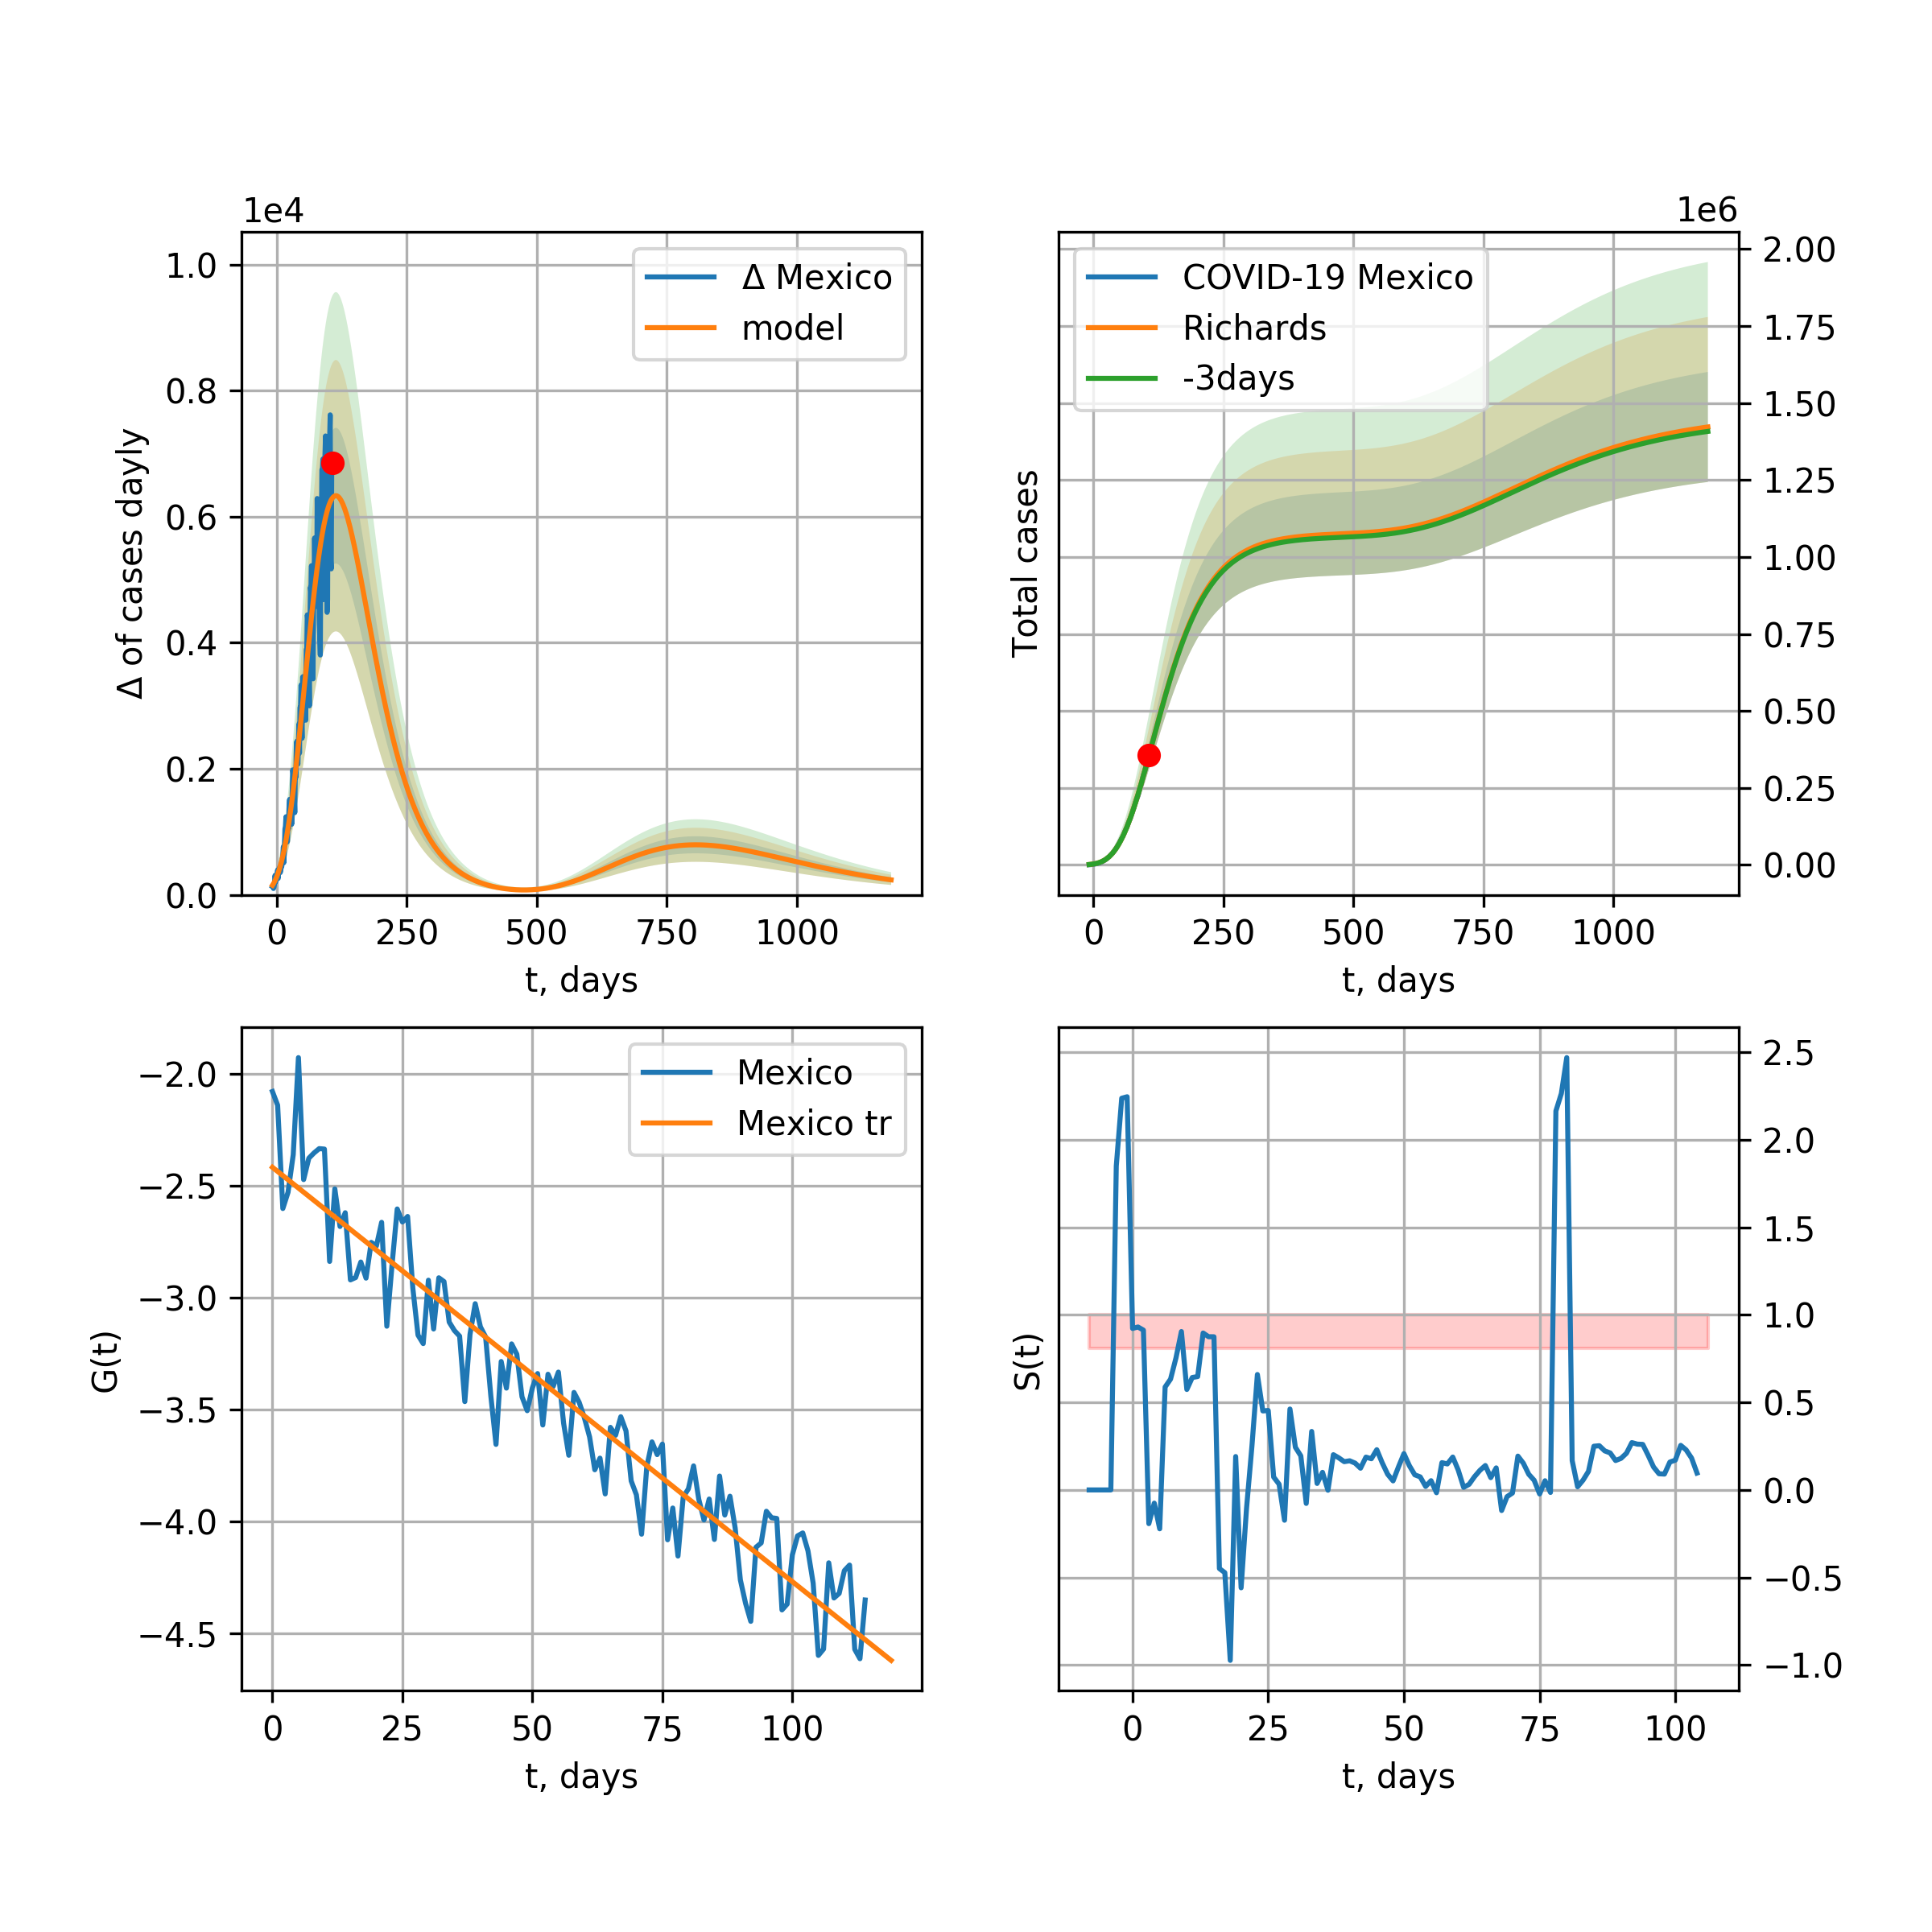 1e4
1.0
0.8
0.6
0.4
0.2
0.0
Δ of cases dayly
Δ Mexico
model
0 250 500 750 1000
t, days
1e6
COVID-19 Mexico
Richards
-3days
Total cases
2.00
1.75
1.50
1.25
1.00
0.75
0.50
0.25
0.00
0 250 500 750 1000
t, days
−2.0
−2.5
−3.0
−3.5
−4.0
−4.5
G(t)
Mexico
Mexico tr
0 25 50 75 100
t, days
S(t)
2.5
2.0
1.5
1.0
0.5
0.0
−0.5
−1.0
0 25 50 75 100
t, days